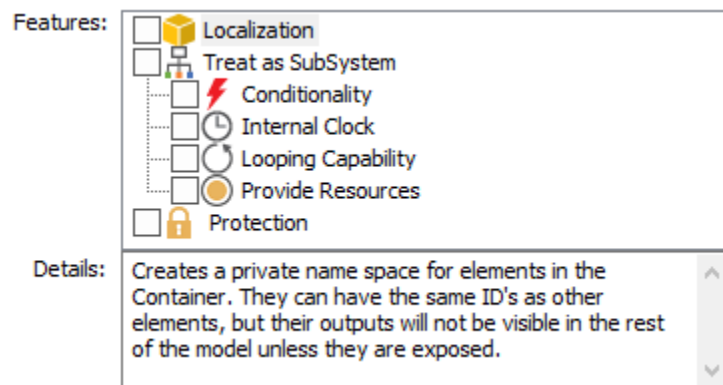 Features:
Localization
Treat as SubSystem
Conditionality
Internal Clock
Looping Capability
Provide Resources
Protection
Details:
Creates a private name space for elements in the
Container. They can have the same ID's as other
elements, but their outputs will not be visible in the rest
of the model unless they are exposed.